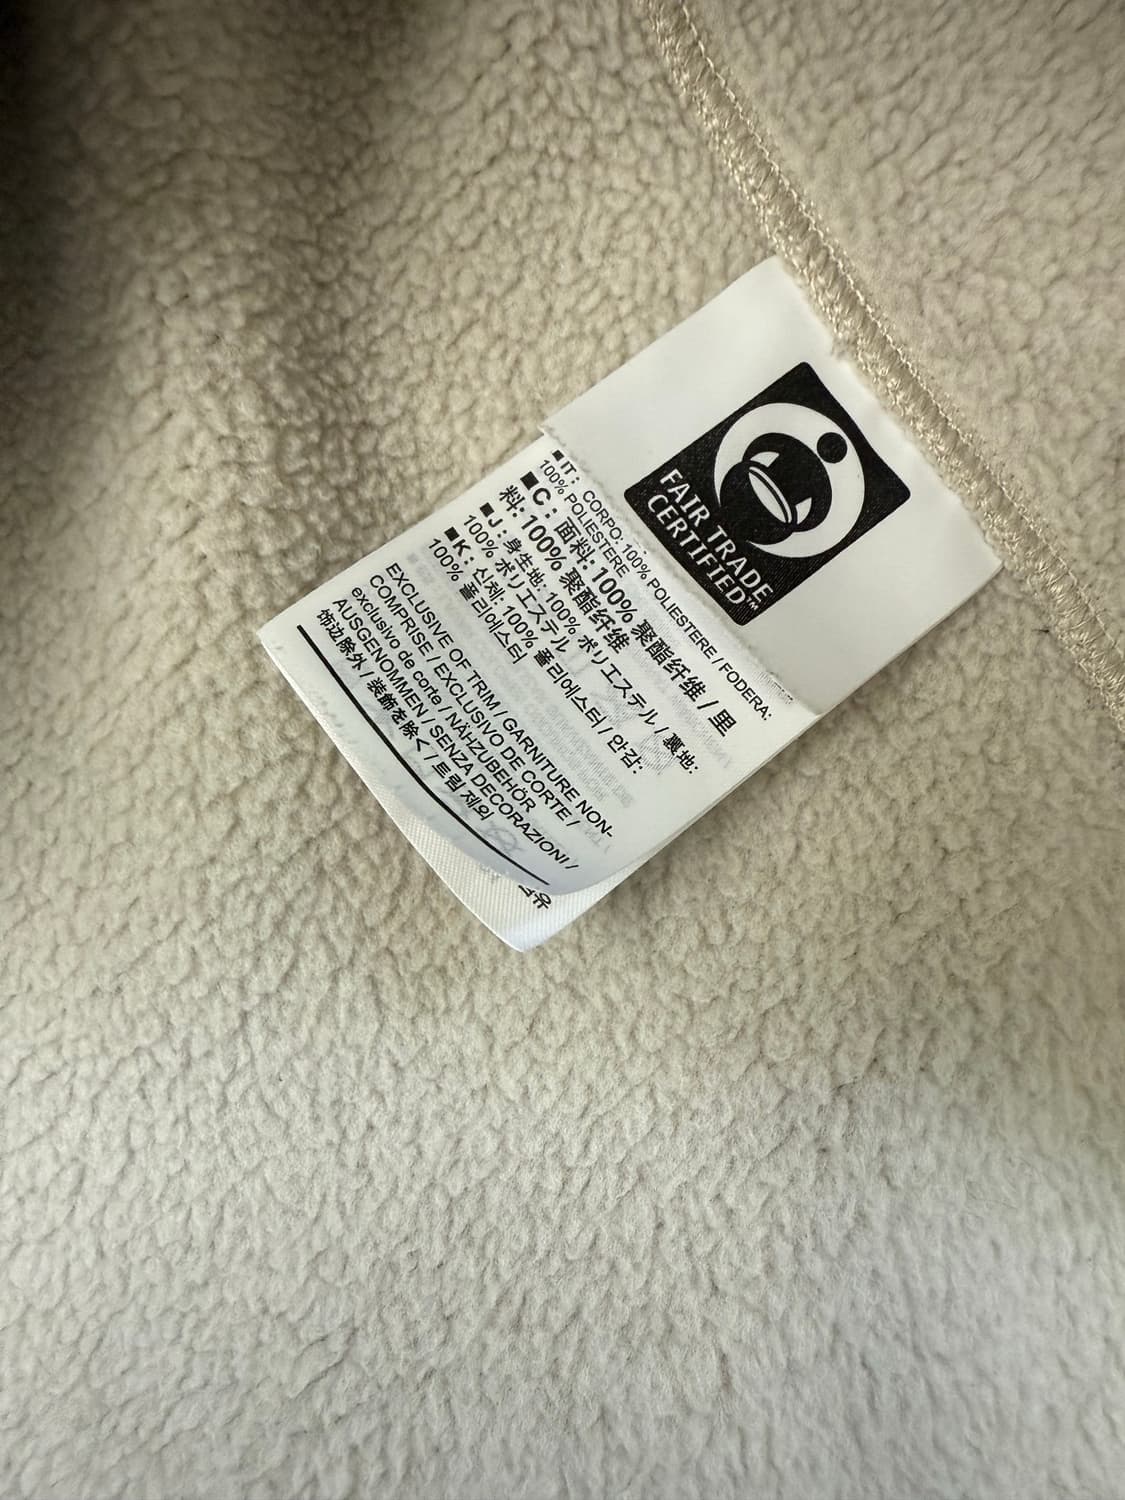 FAIR TRADE
CERTIFIED™
■IT: CORPO: 100% POLIESTERE / FODERA:
100% POLIESTERE
■C: 面料: 100% 聚酯纤维 / 里
料: 100% 聚酯纤维
■J: 身生地: 100% ポリエステル / 裏地:
100% ポリエステル
■K: 신체: 100% 폴리에스터 / 안감:
100% 폴리에스터
EXCLUSIVE OF TRIM / GARNITURE NON-
COMPRISE / EXCLUSIVO DE CORTE /
exclusivo de corte / NÄHZUBEHÖR
AUSGENOMMEN / SENZA DECORAZIONI /
饰边除外 / 装飾を除く / 트림 제외